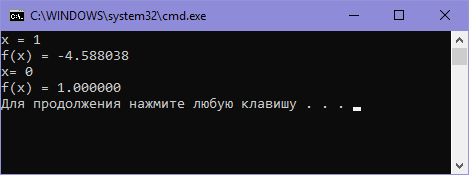 C:\WINDOWS\system32\cmd.exe
x = 1
f(x) = -4.588038
x= 0
f(x) = 1.000000
Для продолжения нажмите любую клавишу . . .